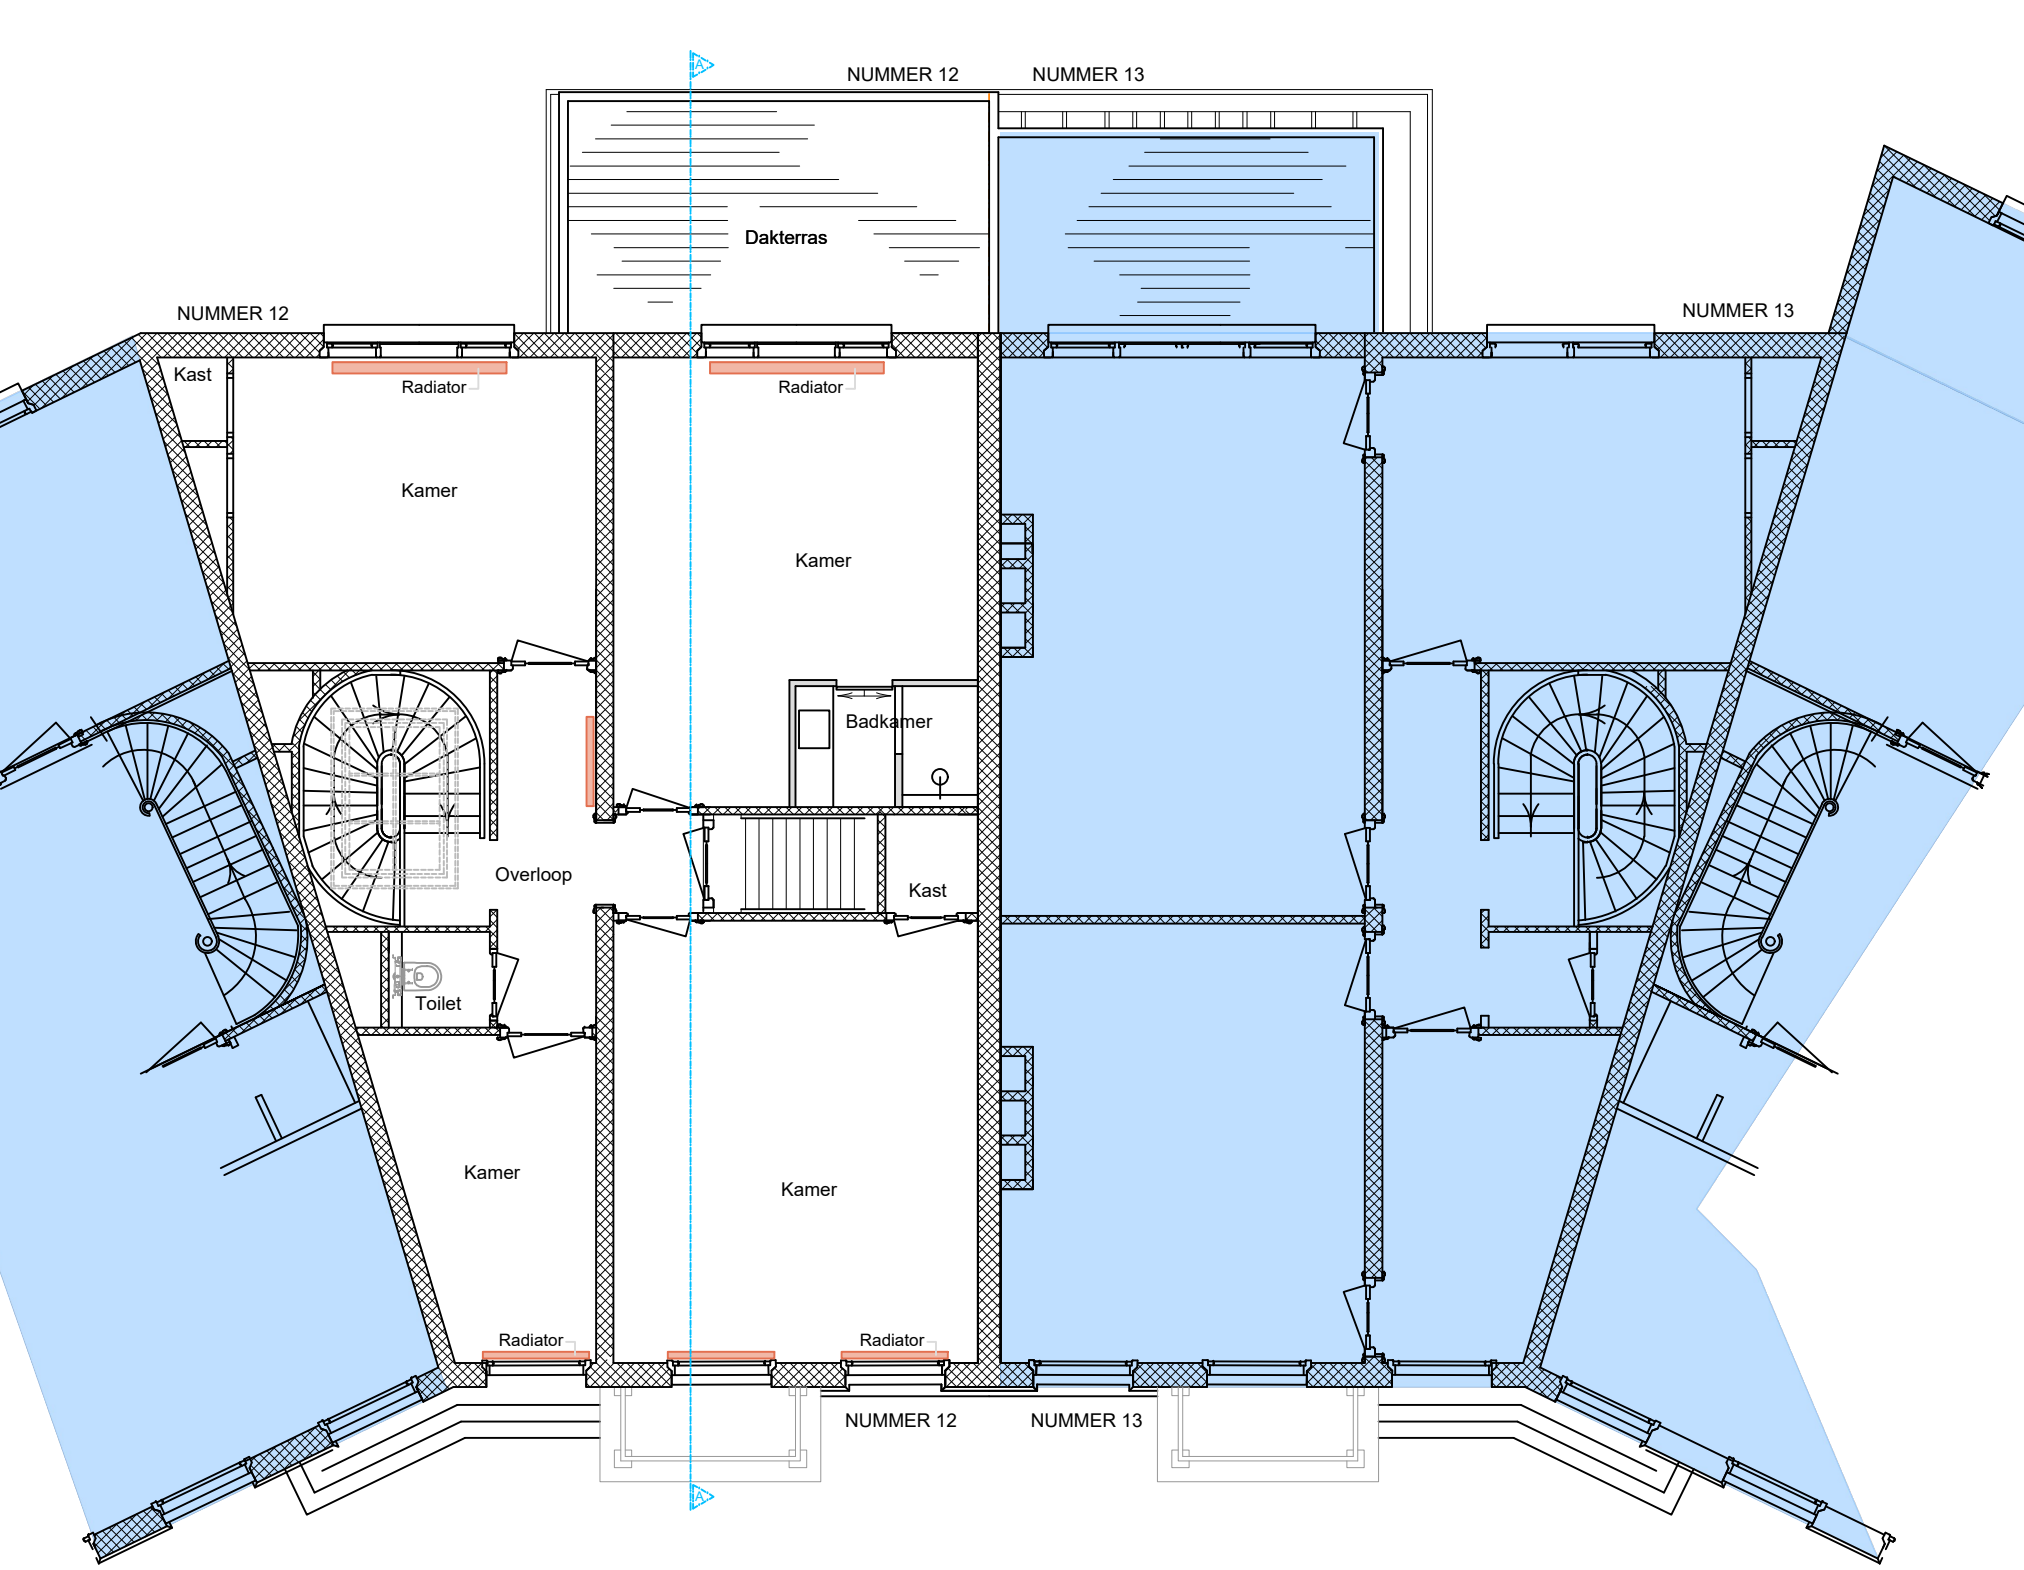 A
NUMMER 12
NUMMER 13
Dakterras
NUMMER 12
NUMMER 13
Kast
Radiator
Radiator
Kamer
Kamer
Badkamer
Overloop
Kast
Toilet
Kamer
Kamer
Radiator
Radiator
NUMMER 12
NUMMER 13
A